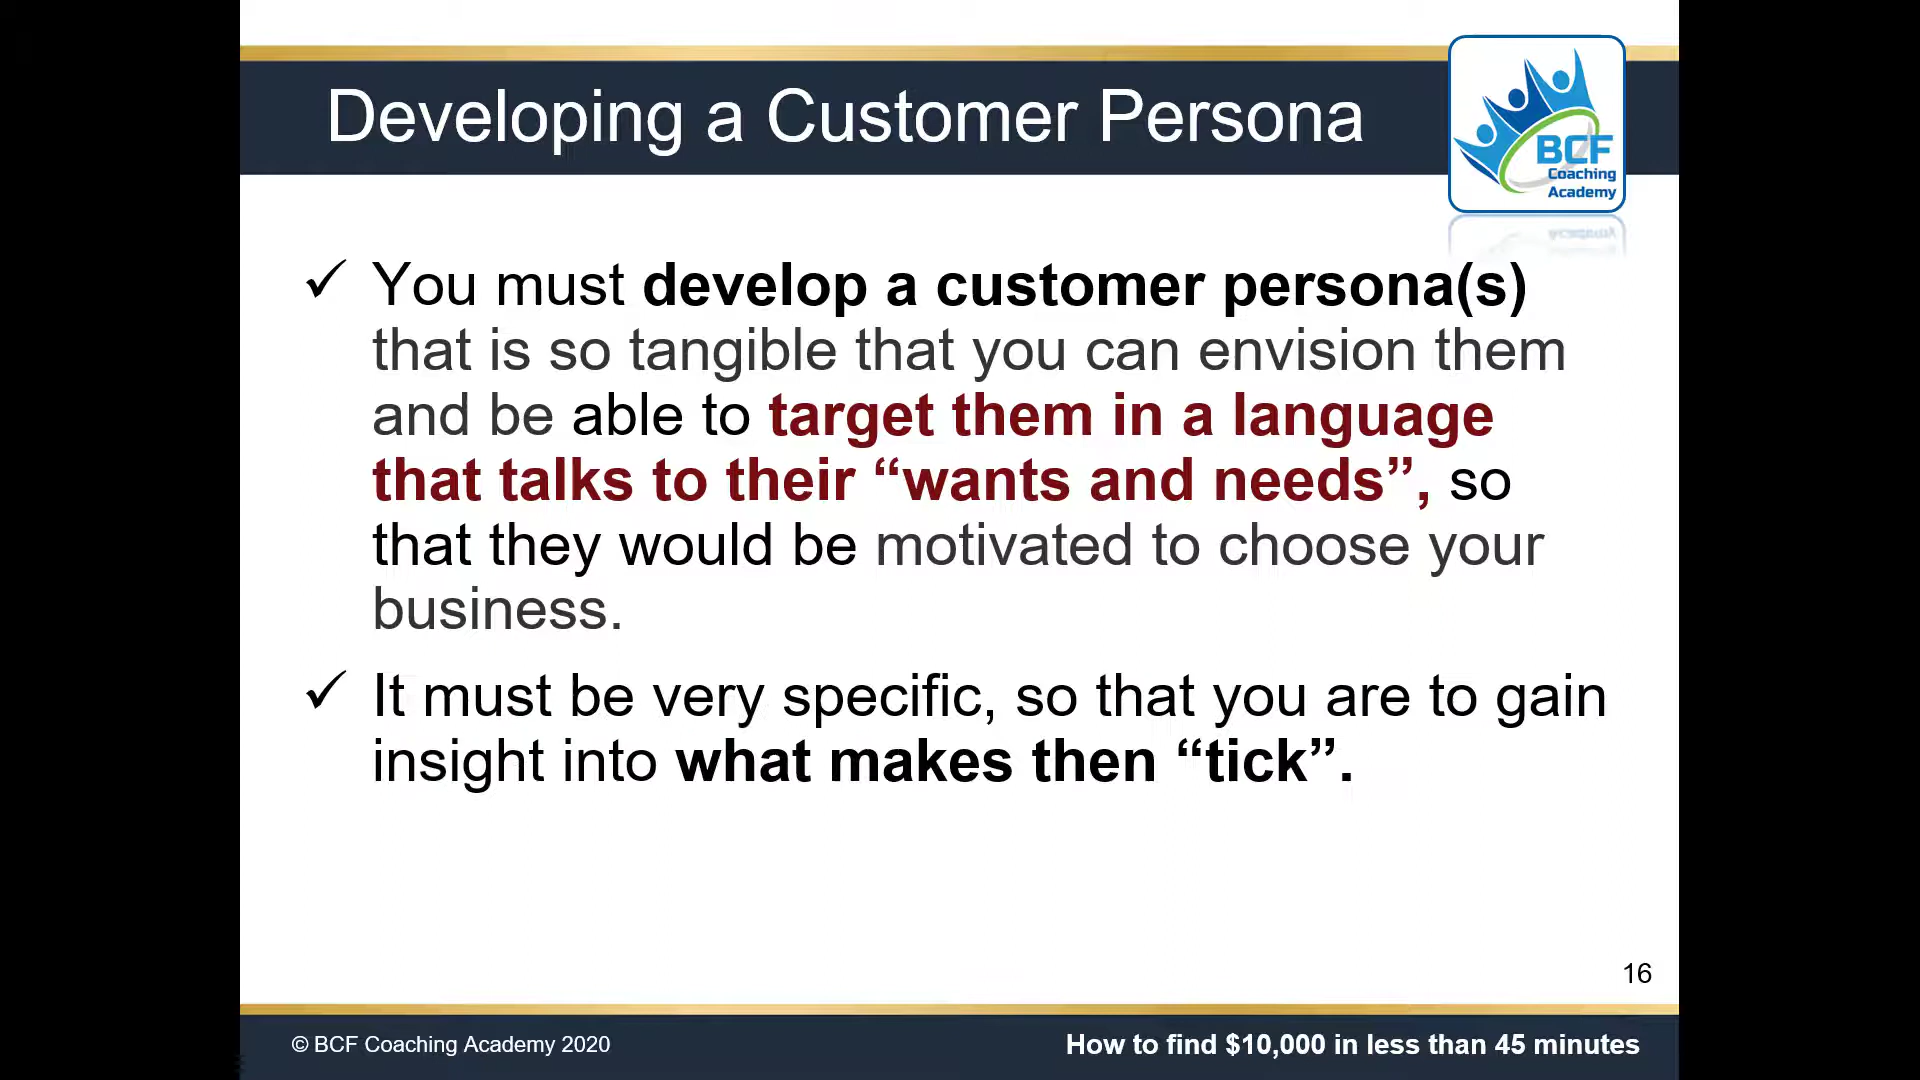 Developing a Customer Persona
BCF
Coaching
Academy
✓ You must develop a customer persona(s)
that is so tangible that you can envision them
and be able to target them in a language
that talks to their “wants and needs”, so
that they would be motivated to choose your
business.
✓ It must be very specific, so that you are to gain
insight into what makes then “tick”.
16
© BCF Coaching Academy 2020
How to find $10,000 in less than 45 minutes